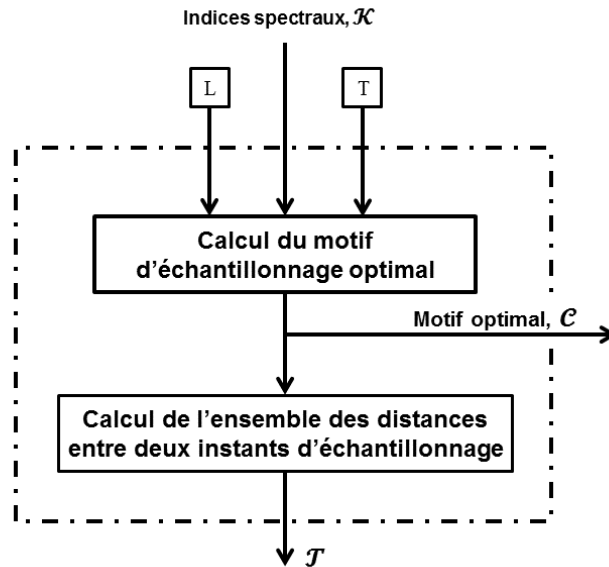 Indices spectraux, 𝒦
L T
Calcul du motif
d'échantillonnage optimal
Motif optimal, 𝒞
Calcul de l'ensemble des distances
entre deux instants d'échantillonnage
𝒯